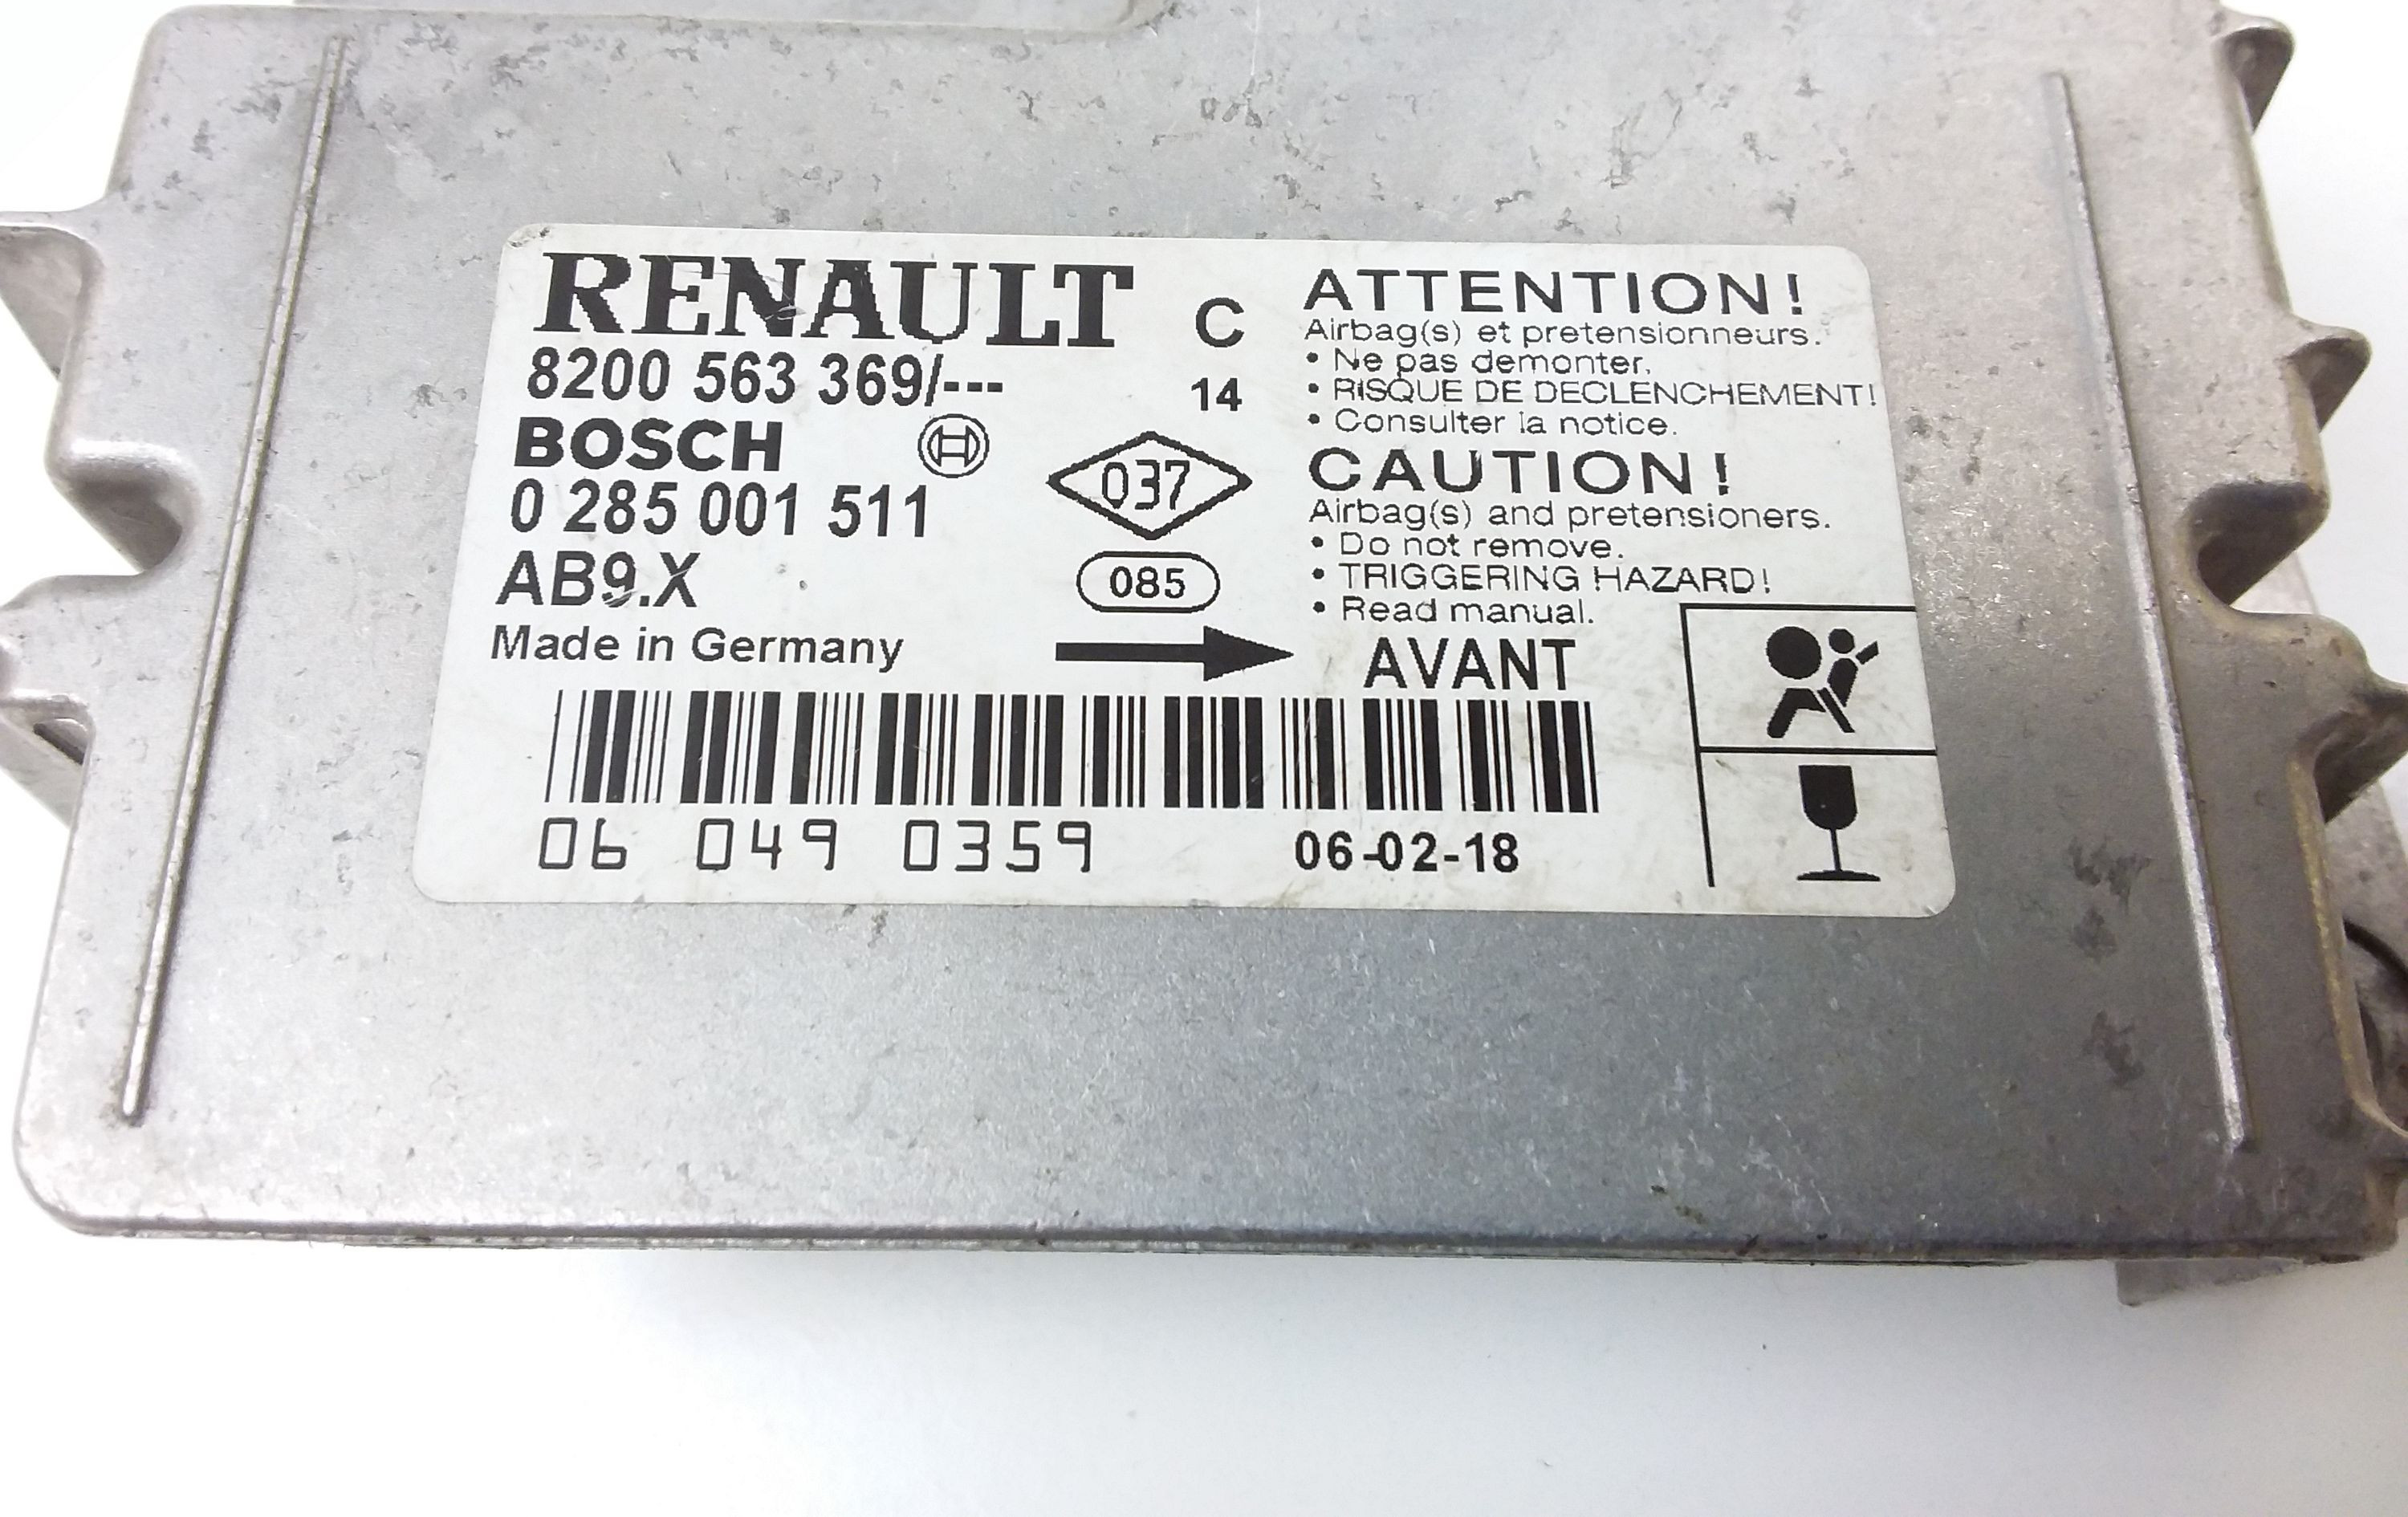 RENAULT
8200 563 369/---
BOSCH
0 285 001 511
AB9.X
Made in Germany
C
14
037
085
ATTENTION!
Airbag(s) et pretensionneurs.
• Ne pas demonter.
• RISQUE DE DECLENCHEMENT!
• Consulter la notice.
CAUTION!
Airbag(s) and pretensioners.
• Do not remove.
• TRIGGERING HAZARD!
• Read manual.
AVANT
06 049 0359
06-02-18